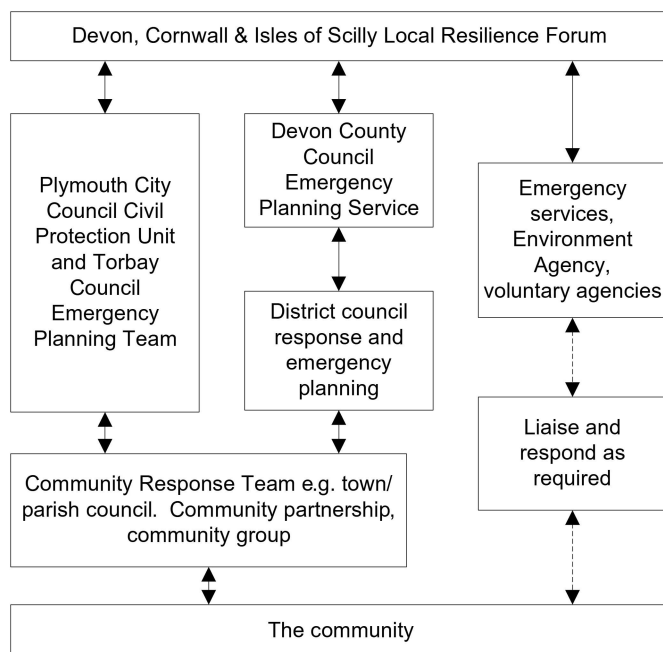 Devon, Cornwall & Isles of Scilly Local Resilience Forum
Plymouth City
Council Civil
Protection Unit
and Torbay
Council
Emergency
Planning Team
Devon County
Council
Emergency
Planning Service
Emergency
services,
Environment
Agency,
voluntary agencies
District council
response and
emergency
planning
Liaise and
respond as
required
Community Response Team e.g. town/
parish council.  Community partnership,
community group
The community